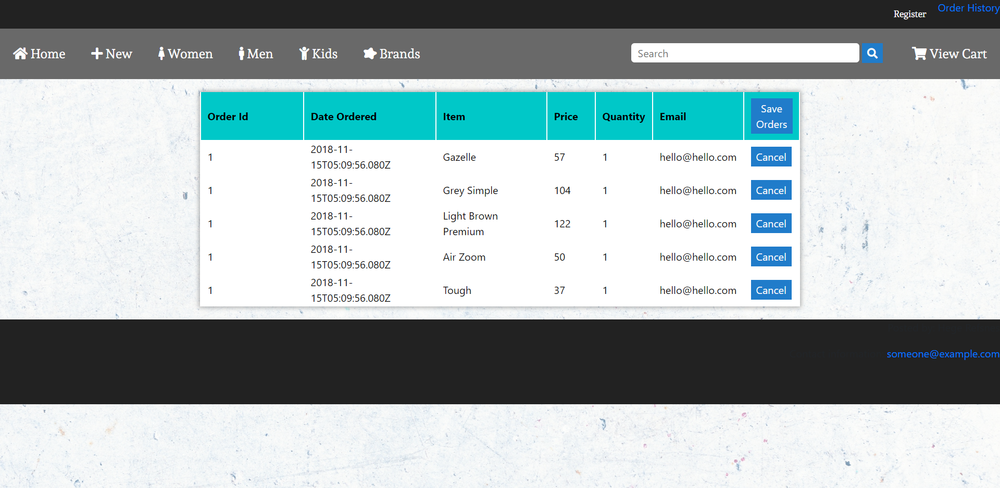 Register Order History
Home New Women Men Kids Brands Search View Cart
Order Id Date Ordered Item Price Quantity Email Save Orders
1 2018-11-15T05:09:56.080Z Gazelle 57 1 hello@hello.com Cancel
1 2018-11-15T05:09:56.080Z Grey Simple 104 1 hello@hello.com Cancel
1 2018-11-15T05:09:56.080Z Light Brown Premium 122 1 hello@hello.com Cancel
1 2018-11-15T05:09:56.080Z Air Zoom 50 1 hello@hello.com Cancel
1 2018-11-15T05:09:56.080Z Tough 37 1 hello@hello.com Cancel
someone@example.com